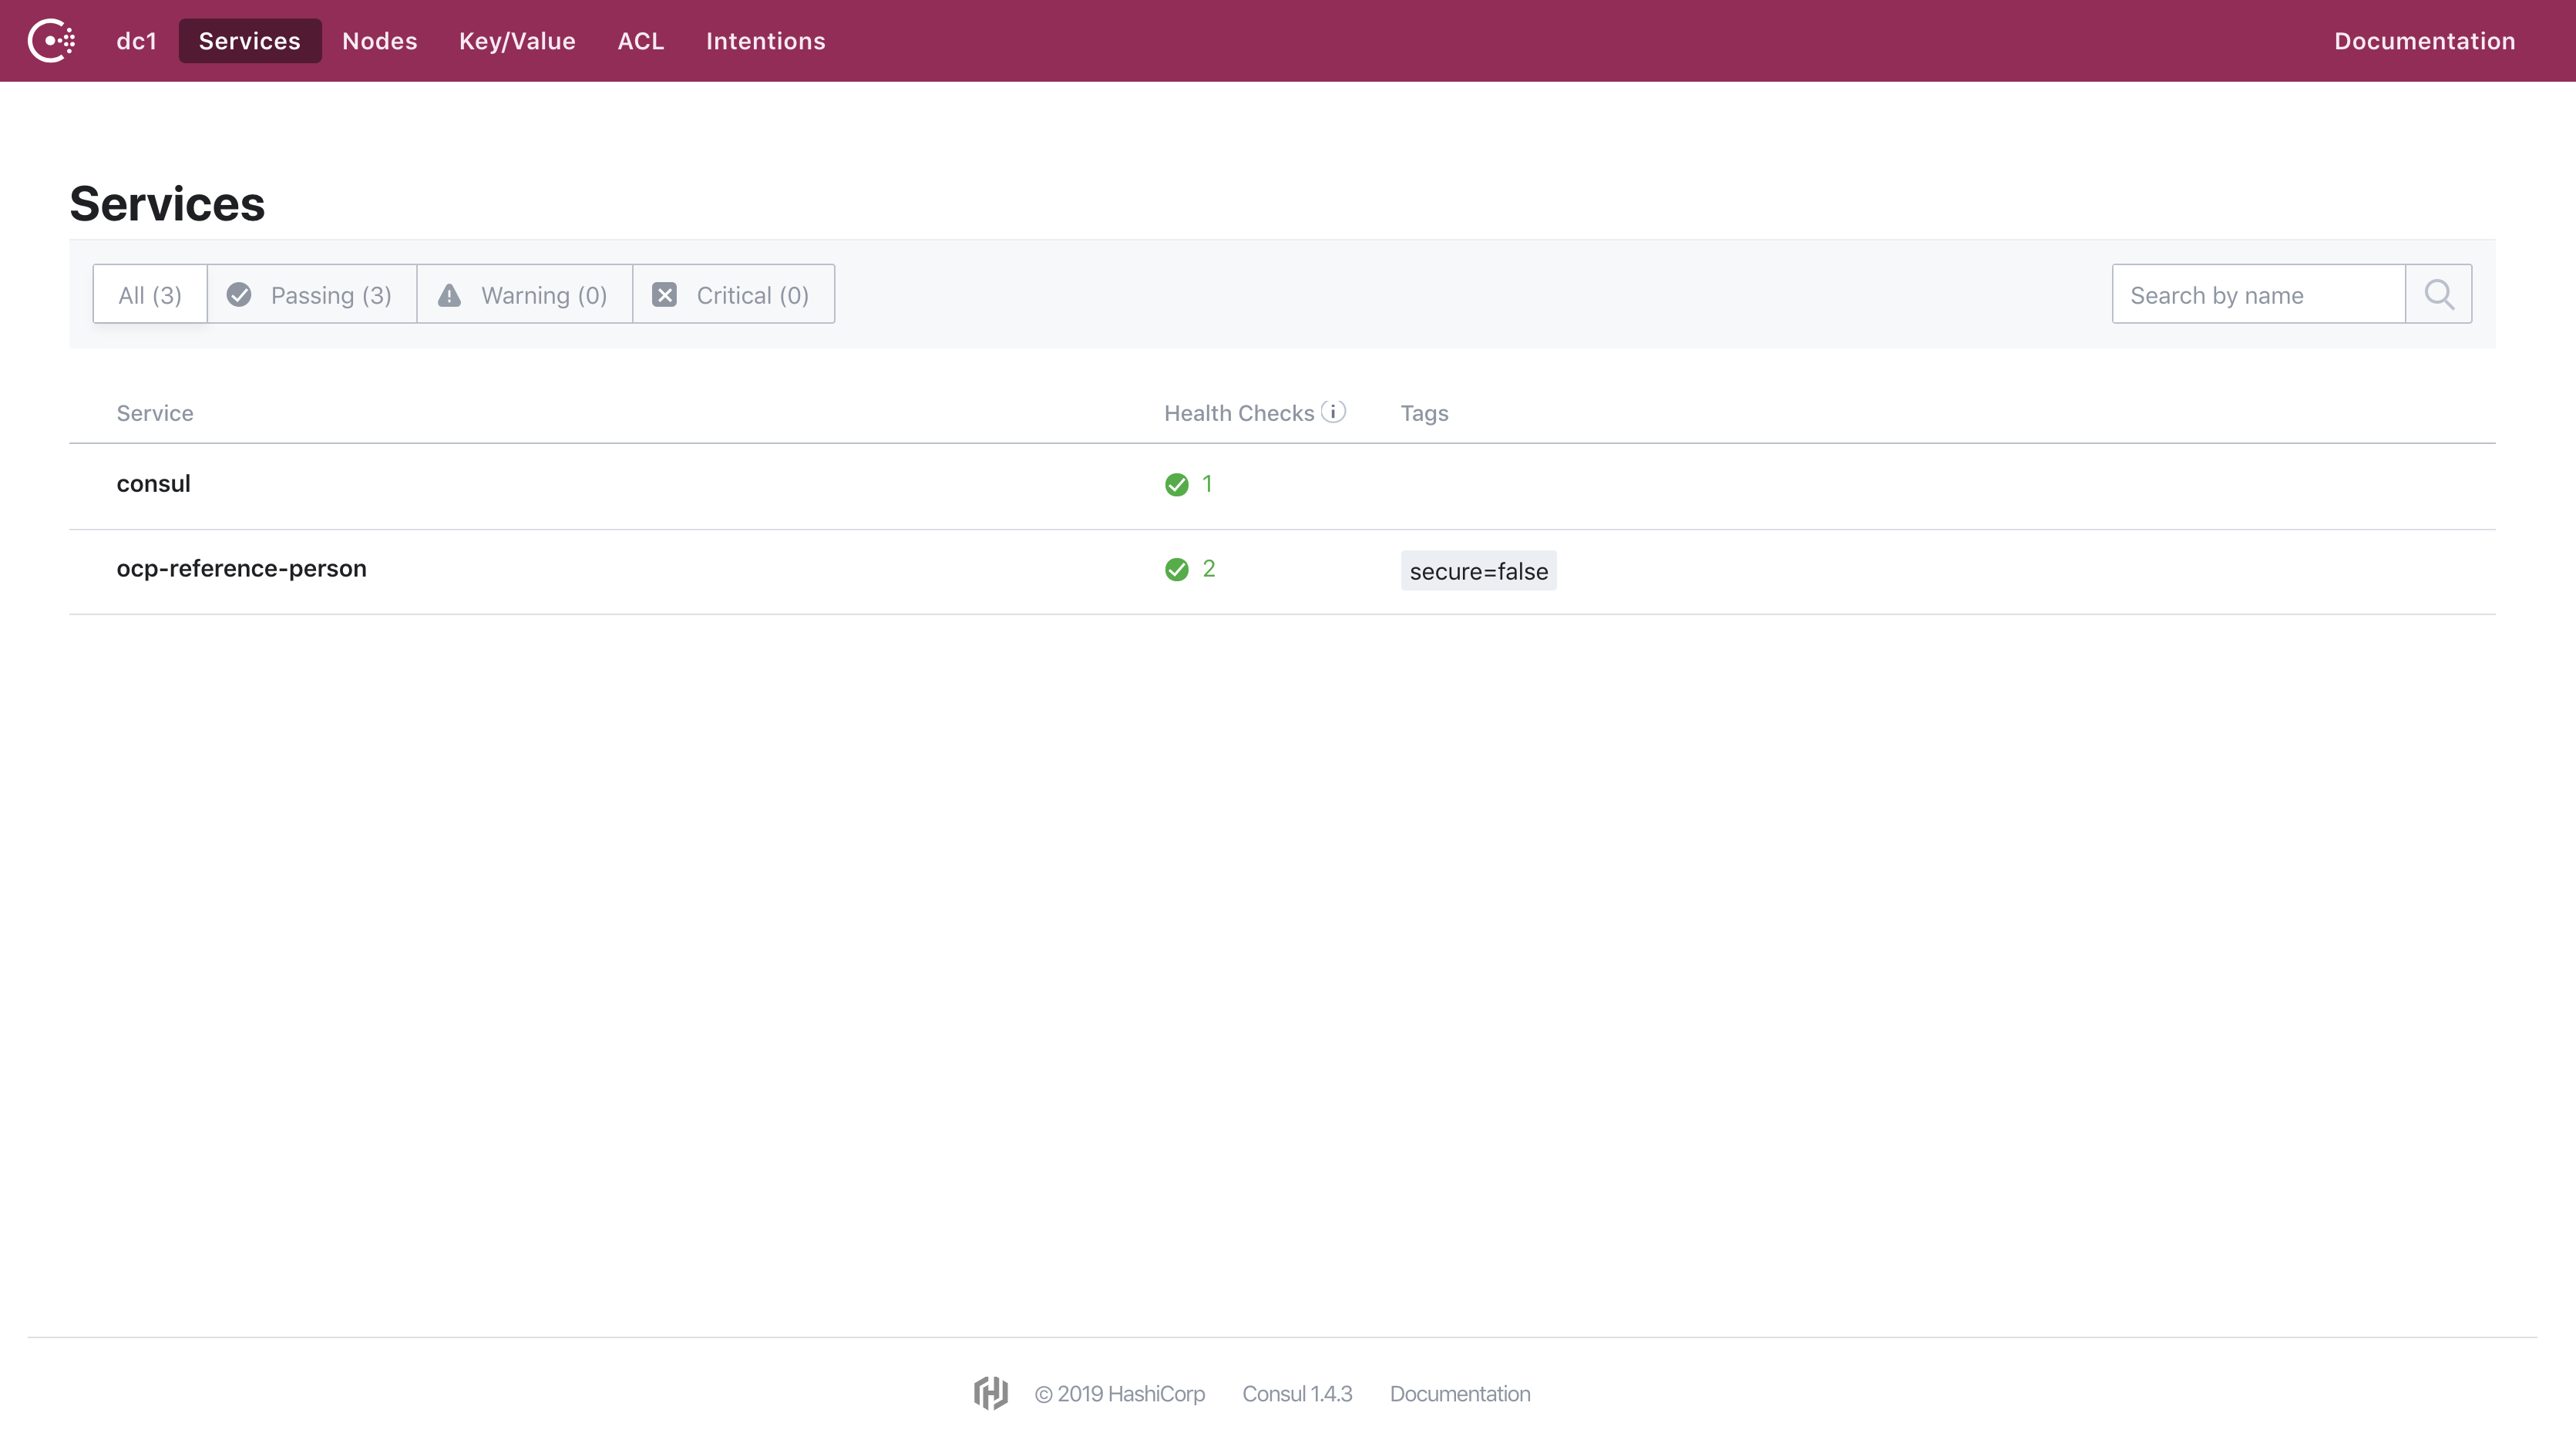 dc1 Services Nodes Key/Value ACL Intentions Documentation
Services
All (3) Passing (3) Warning (0) Critical (0) Search by name
Service Health Checks Tags
consul 1
ocp-reference-person 2 secure=false
© 2019 HashiCorp Consul 1.4.3 Documentation